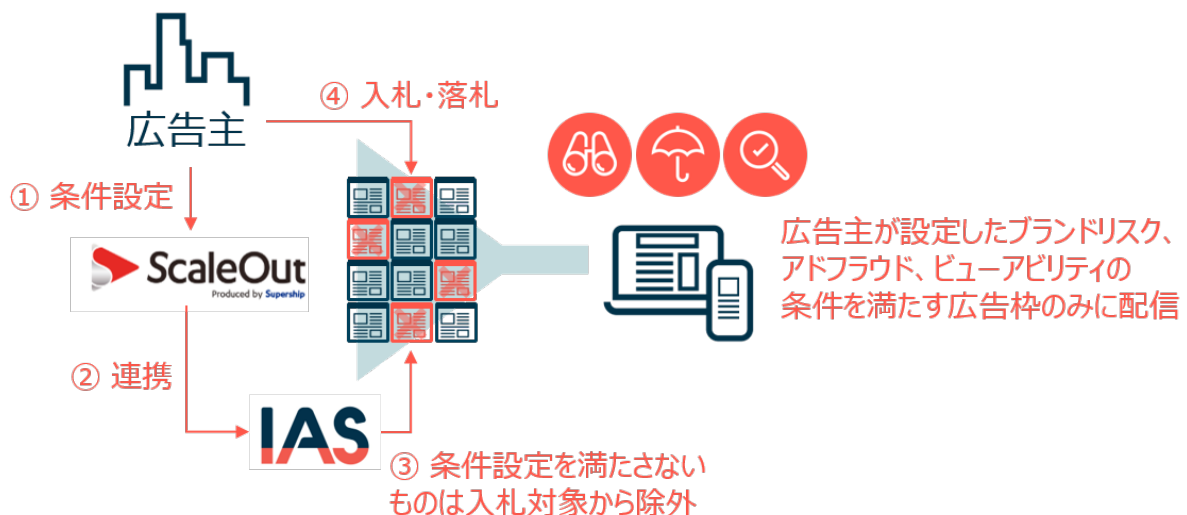 広告主
④ 入札・落札
① 条件設定
ScaleOut
Produced by Supership
② 連携
IAS
③ 条件設定を満たさない
ものは入札対象から除外
広告主が設定したブランドリスク、
アドフラウド、ビューアビリティの
条件を満たす広告枠のみに配信